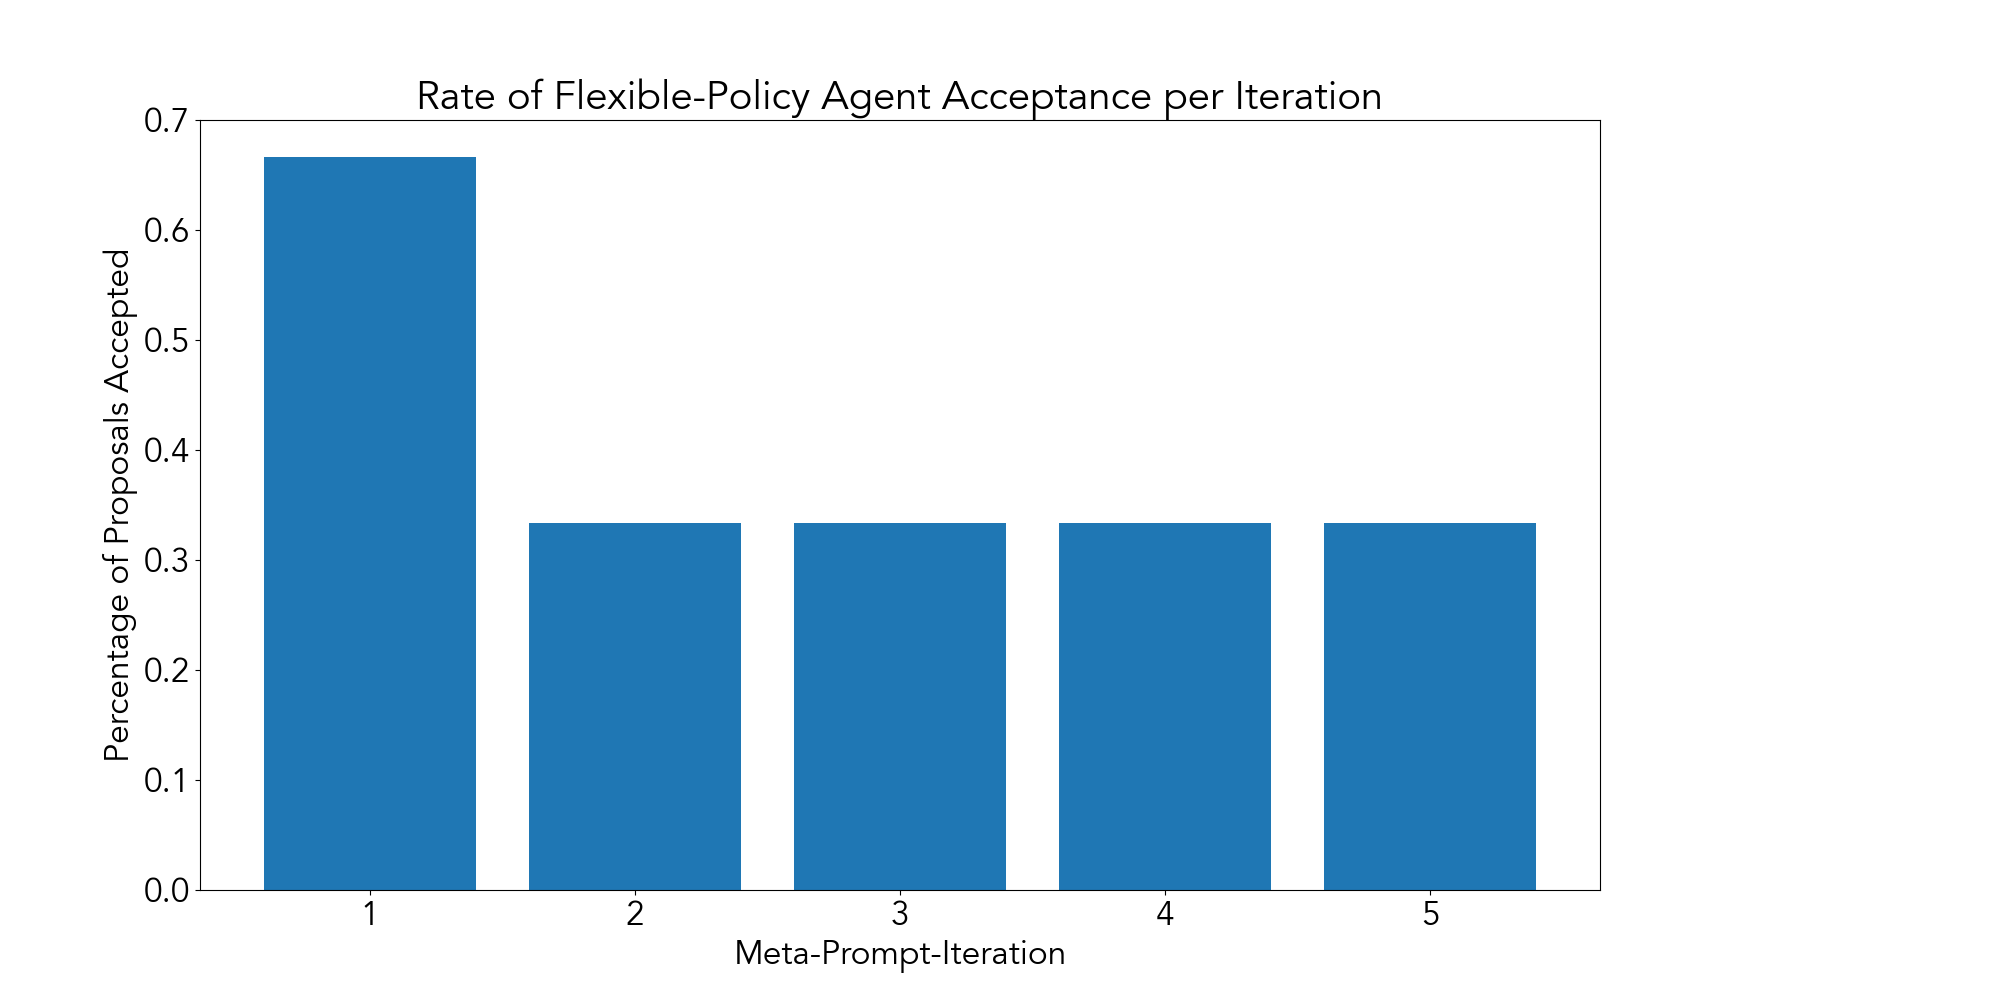 Rate of Flexible-Policy Agent Acceptance per Iteration
Percentage of Proposals Accepted
0.7
0.6
0.5
0.4
0.3
0.2
0.1
0.0
1 2 3 4 5
Meta-Prompt-Iteration